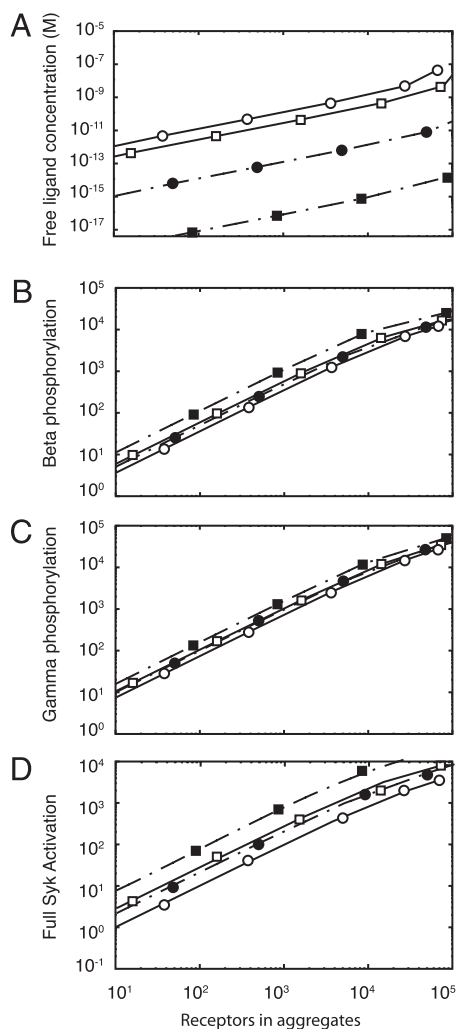 A
Free ligand concentration (M)
10-5
10-7
10-9
10-11
10-13
10-15
10-17
B
Beta phosphorylation
10⁵
10⁴
10³
10²
10¹
10⁰
C
Gamma phosphorylation
10⁵
10⁴
10³
10²
10¹
10⁰
D
Full Syk Activation
10⁴
10³
10²
10¹
10⁰
10-1
10¹ 10² 10³ 10⁴ 10⁵
Receptors in aggregates